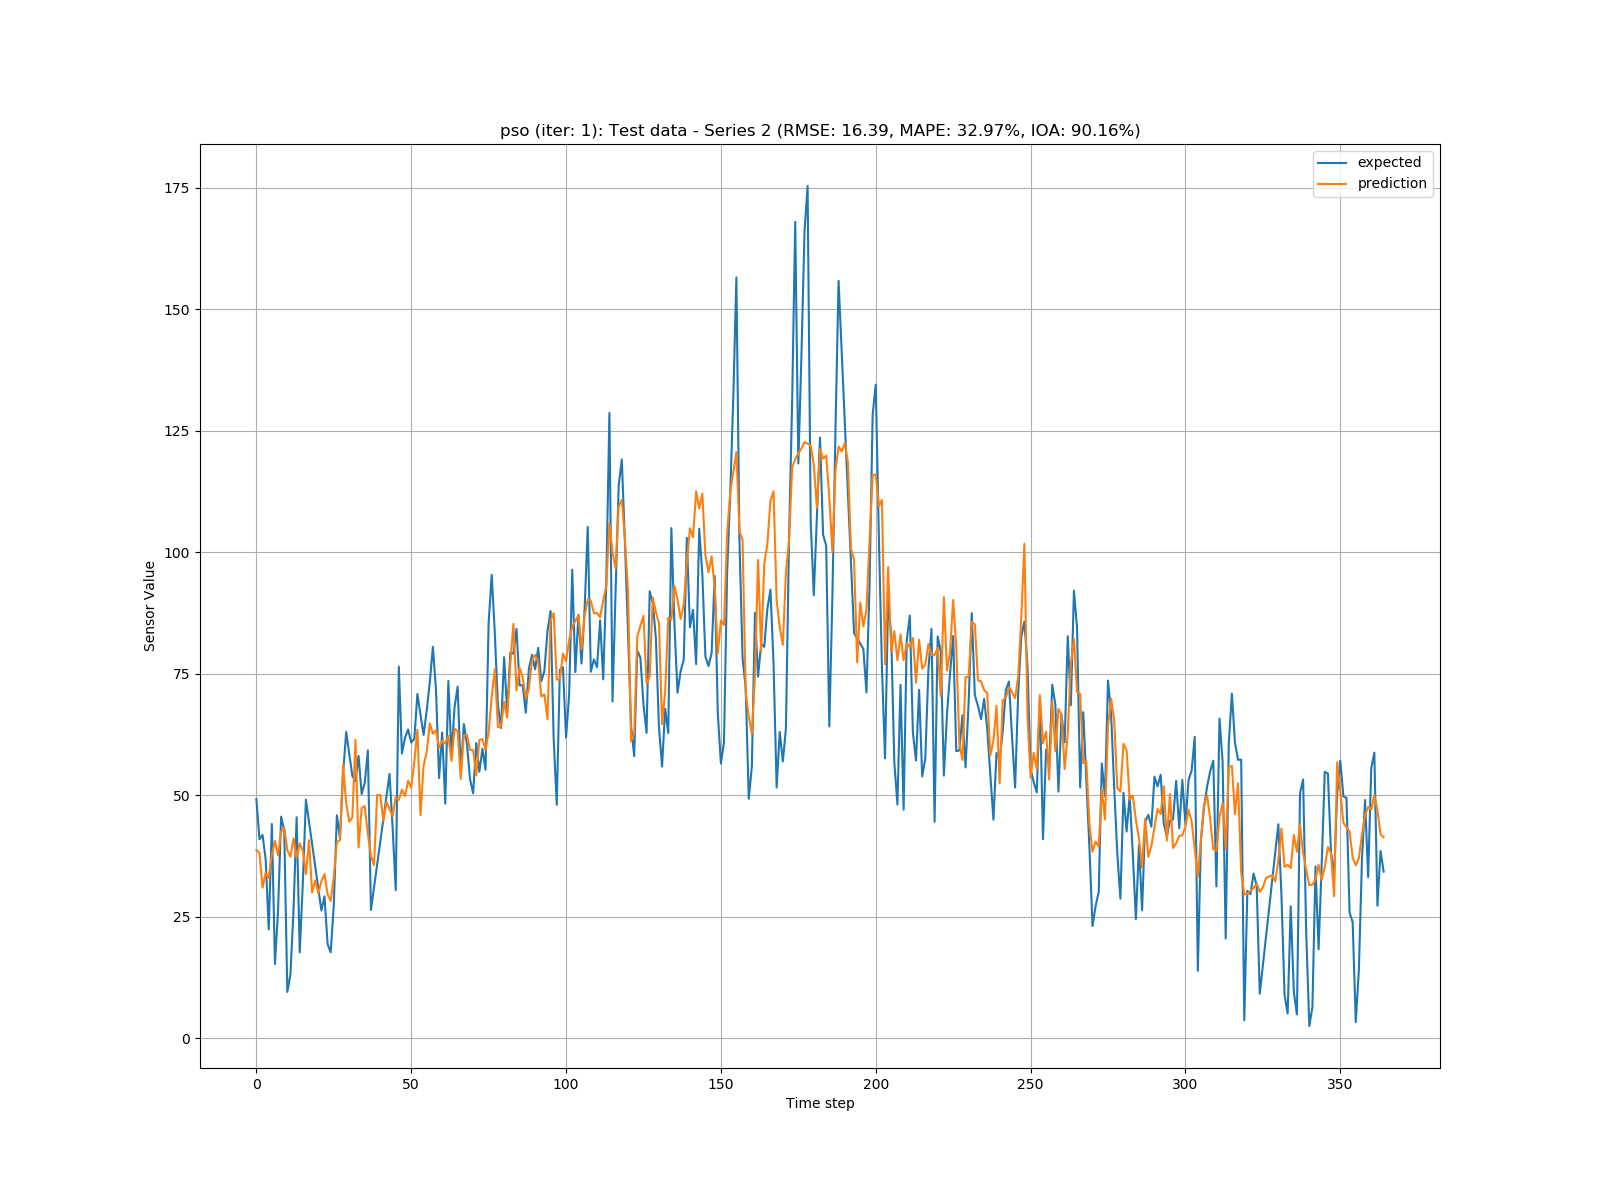 pso (iter: 1): Test data - Series 2 (RMSE: 16.39, MAPE: 32.97%, IOA: 90.16%)
expected
prediction
175
150
125
100
75
50
25
0
Sensor Value
0 50 100 150 200 250 300 350
Time step